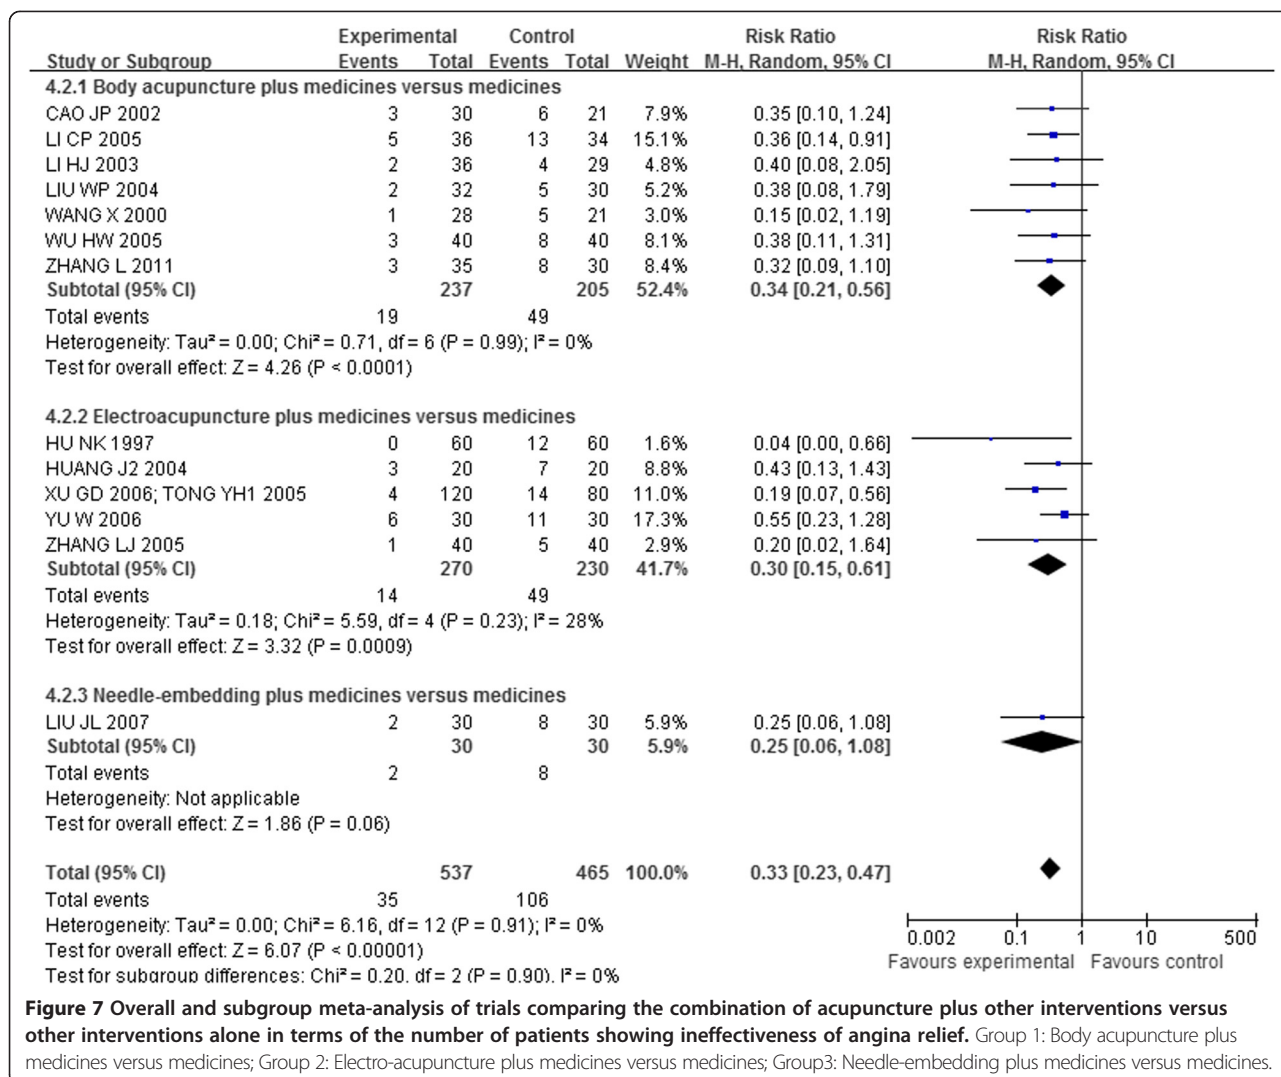 Experimental Control Risk Ratio Risk Ratio
Study or Subgroup Events Total Events Total Weight M-H, Random, 95% CI M-H, Random, 95% CI
4.2.1 Body acupuncture plus medicines versus medicines
CAO JP 2002 3 30 6 21 7.9% 0.35 [0.10, 1.24]
LI CP 2005 5 36 13 34 15.1% 0.36 [0.14, 0.91]
LI HJ 2003 2 36 4 29 4.8% 0.40 [0.08, 2.05]
LIU WP 2004 2 32 5 30 5.2% 0.38 [0.08, 1.79]
WANG X 2000 1 28 5 21 3.0% 0.15 [0.02, 1.19]
WU HW 2005 3 40 8 40 8.1% 0.38 [0.11, 1.31]
ZHANG L 2011 3 35 8 30 8.4% 0.32 [0.09, 1.10]
Subtotal (95% CI) 237 205 52.4% 0.34 [0.21, 0.56]
Total events 19 49
Heterogeneity: Tau² = 0.00; Chi² = 0.71, df = 6 (P = 0.99); I² = 0%
Test for overall effect: Z = 4.26 (P < 0.0001)
4.2.2 Electroacupuncture plus medicines versus medicines
HU NK 1997 0 60 12 60 1.6% 0.04 [0.00, 0.66]
HUANG J2 2004 3 20 7 20 8.8% 0.43 [0.13, 1.43]
XU GD 2006; TONG YH1 2005 4 120 14 80 11.0% 0.19 [0.07, 0.56]
YU W 2006 6 30 11 30 17.3% 0.55 [0.23, 1.28]
ZHANG LJ 2005 1 40 5 40 2.9% 0.20 [0.02, 1.64]
Subtotal (95% CI) 270 230 41.7% 0.30 [0.15, 0.61]
Total events 14 49
Heterogeneity: Tau² = 0.18; Chi² = 5.59, df = 4 (P = 0.23); I² = 28%
Test for overall effect: Z = 3.32 (P = 0.0009)
4.2.3 Needle-embedding plus medicines versus medicines
LIU JL 2007 2 30 8 30 5.9% 0.25 [0.06, 1.08]
Subtotal (95% CI) 30 30 5.9% 0.25 [0.06, 1.08]
Total events 2 8
Heterogeneity: Not applicable
Test for overall effect: Z = 1.86 (P = 0.06)
Total (95% CI) 537 465 100.0% 0.33 [0.23, 0.47]
Total events 35 106
Heterogeneity: Tau² = 0.00; Chi² = 6.16, df = 12 (P = 0.91); I² = 0%
Test for overall effect: Z = 6.07 (P < 0.00001)
Test for subgroup differences: Chi² = 0.20, df = 2 (P = 0.90), I² = 0%
0.002 0.1 1 10 500
Favours experimental Favours control
Figure 7 Overall and subgroup meta-analysis of trials comparing the combination of acupuncture plus other interventions versus
other interventions alone in terms of the number of patients showing ineffectiveness of angina relief. Group 1: Body acupuncture plus
medicines versus medicines; Group 2: Electro-acupuncture plus medicines versus medicines; Group3: Needle-embedding plus medicines versus medicines.